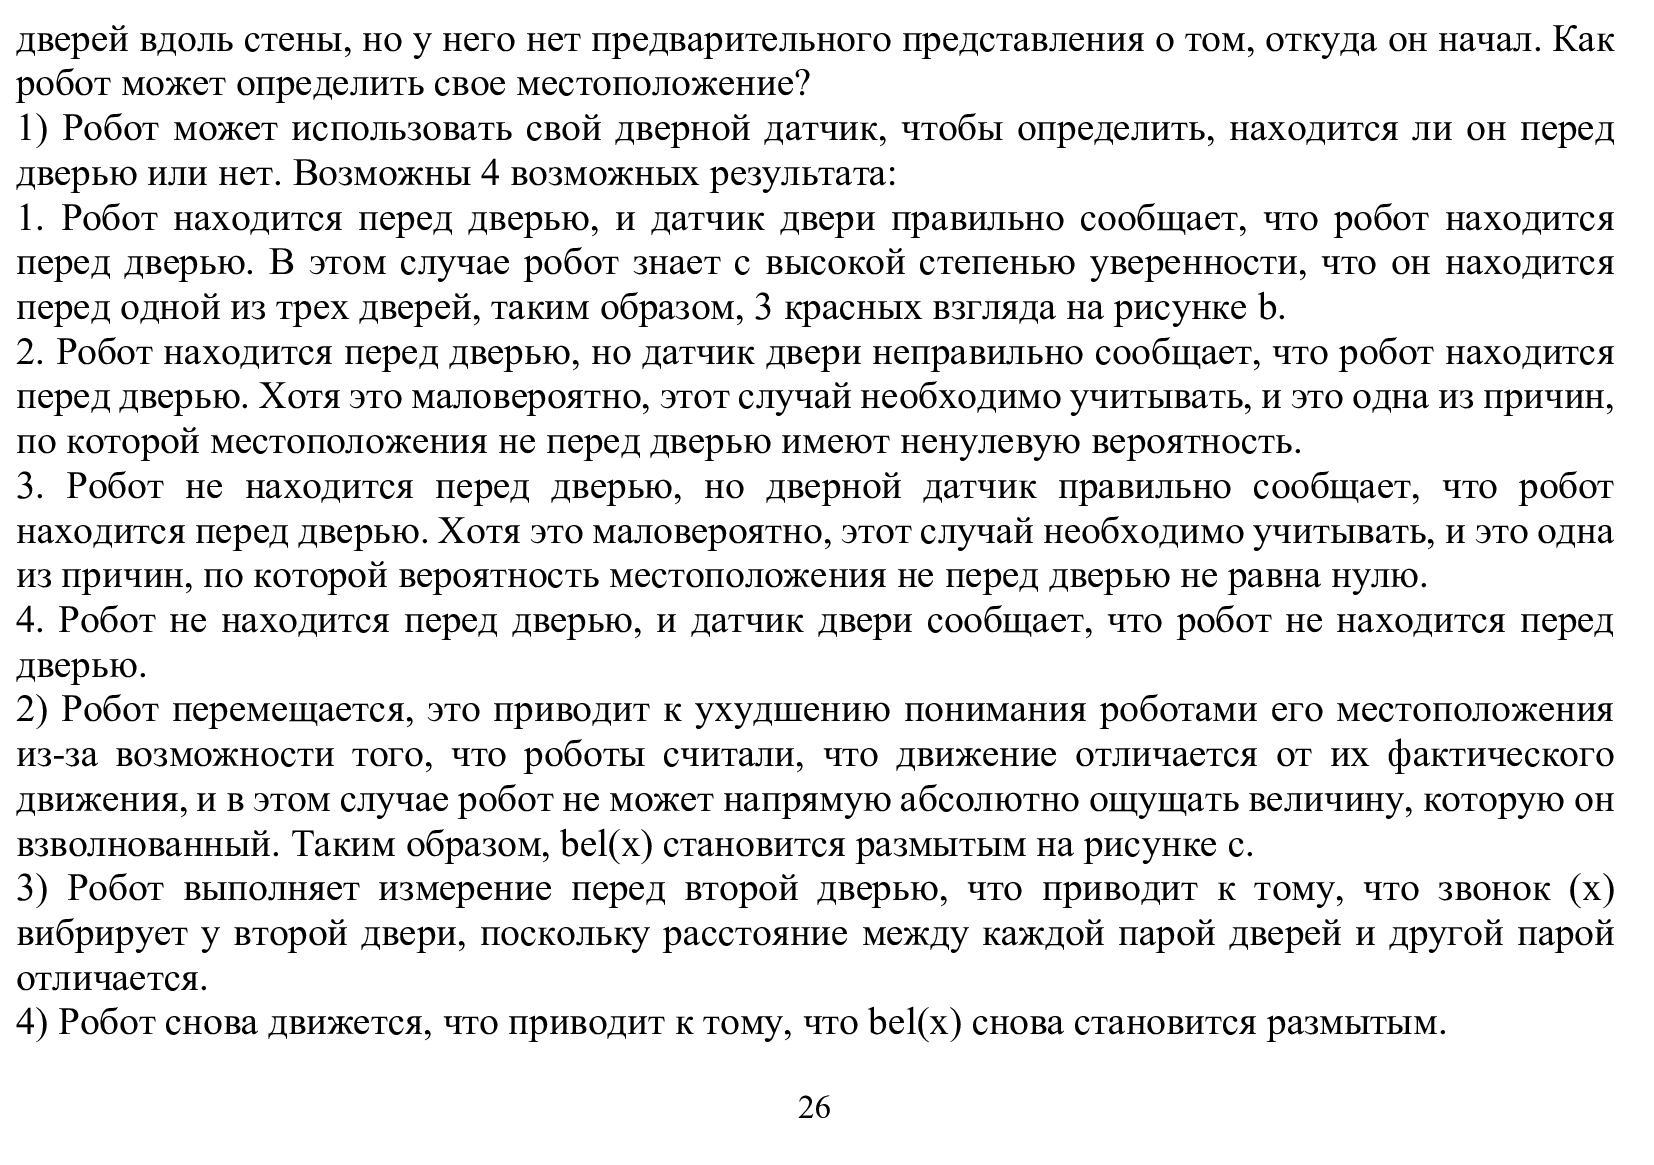 дверей вдоль стены, но у него нет предварительного представления о том, откуда он начал. Как
робот может определить свое местоположение?
1) Робот может использовать свой дверной датчик, чтобы определить, находится ли он перед
дверью или нет. Возможны 4 возможных результата:
1. Робот находится перед дверью, и датчик двери правильно сообщает, что робот находится
перед дверью. В этом случае робот знает с высокой степенью уверенности, что он находится
перед одной из трех дверей, таким образом, 3 красных взгляда на рисунке b.
2. Робот находится перед дверью, но датчик двери неправильно сообщает, что робот находится
перед дверью. Хотя это маловероятно, этот случай необходимо учитывать, и это одна из причин,
по которой местоположения не перед дверью имеют ненулевую вероятность.
3. Робот не находится перед дверью, но дверной датчик правильно сообщает, что робот
находится перед дверью. Хотя это маловероятно, этот случай необходимо учитывать, и это одна
из причин, по которой вероятность местоположения не перед дверью не равна нулю.
4. Робот не находится перед дверью, и датчик двери сообщает, что робот не находится перед
дверью.
2) Робот перемещается, это приводит к ухудшению понимания роботами его местоположения
из-за возможности того, что роботы считали, что движение отличается от их фактического
движения, и в этом случае робот не может напрямую абсолютно ощущать величину, которую он
взволнованный. Таким образом, bel(x) становится размытым на рисунке c.
3) Робот выполняет измерение перед второй дверью, что приводит к тому, что звонок (x)
вибрирует у второй двери, поскольку расстояние между каждой парой дверей и другой парой
отличается.
4) Робот снова движется, что приводит к тому, что bel(x) снова становится размытым.
26